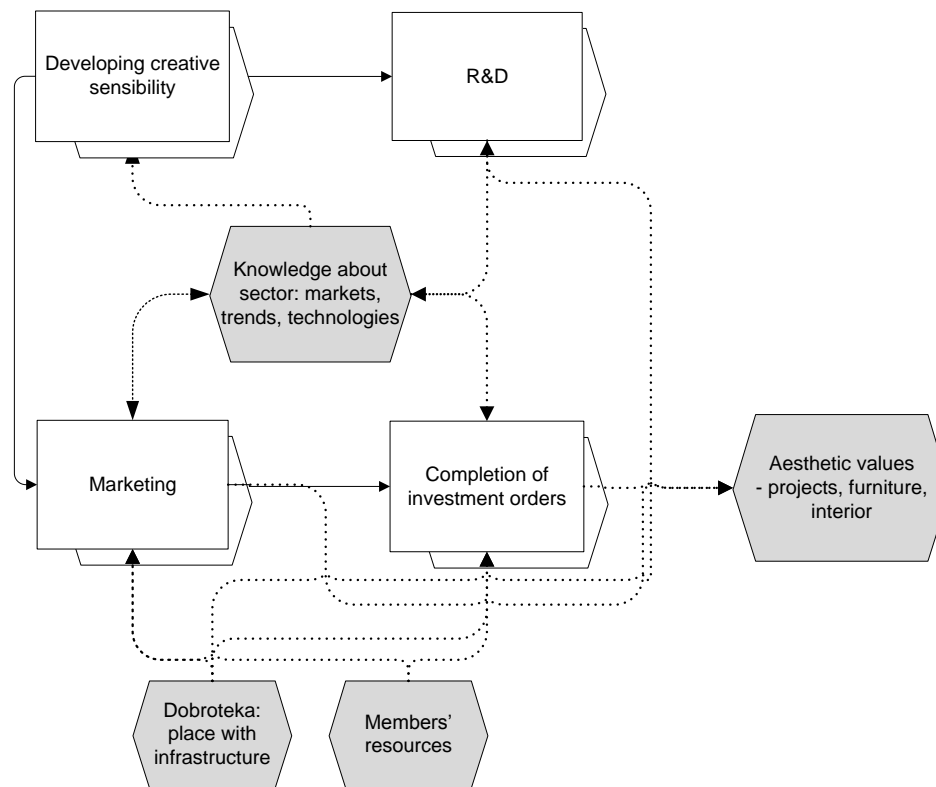 Developing creative
sensibility
R&D
Knowledge about
sector: markets,
trends, technologies
Marketing
Completion of
investment orders
Aesthetic values
- projects, furniture,
interior
Dobroteka:
place with
infrastructure
Members’
resources